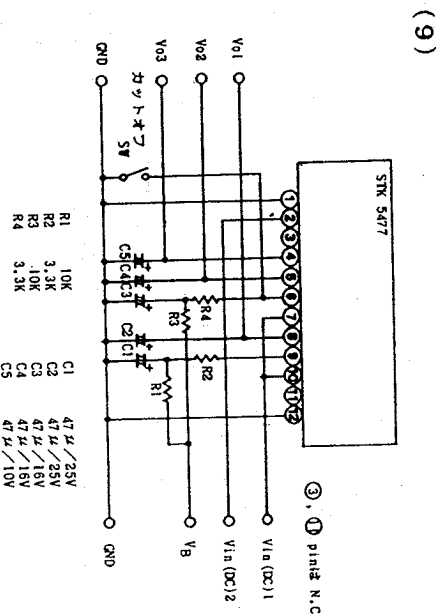 (9)
STK 5477
① ② ③ ④ ⑤ ⑥ ⑦ ⑧ ⑨ ⑩ ⑪ ⑫
③, ⑪ pinは N.C
Vo1
Vo2
Vo3
GND
カットオフ
SW
C5
C4
C3
C2
C1
R4
R3
R2
R1
Vin(DC)1
Vin(DC)2
VB
GND
R1 10K
R2 3.3K
R3 10K
R4 3.3K
C1 47μ/25V
C2 47μ/25V
C3 47μ/16V
C4 47μ/16V
C5 47μ/10V